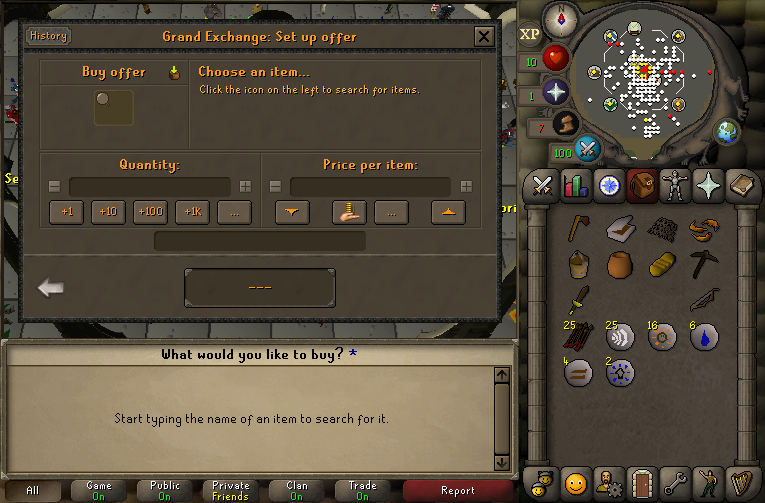 History
Grand Exchange: Set up offer
XP
10
1
7
100
Buy offer
Choose an item...
Click the icon on the left to search for items.
Quantity:
Price per item:
+1
+10
+100
+1K
...
...
---
Se
ori
25
25
16
6
4
2
What would you like to buy? *
Start typing the name of an item to search for it.
All
Game
On
Public
On
Private
Friends
Clan
On
Trade
On
Report